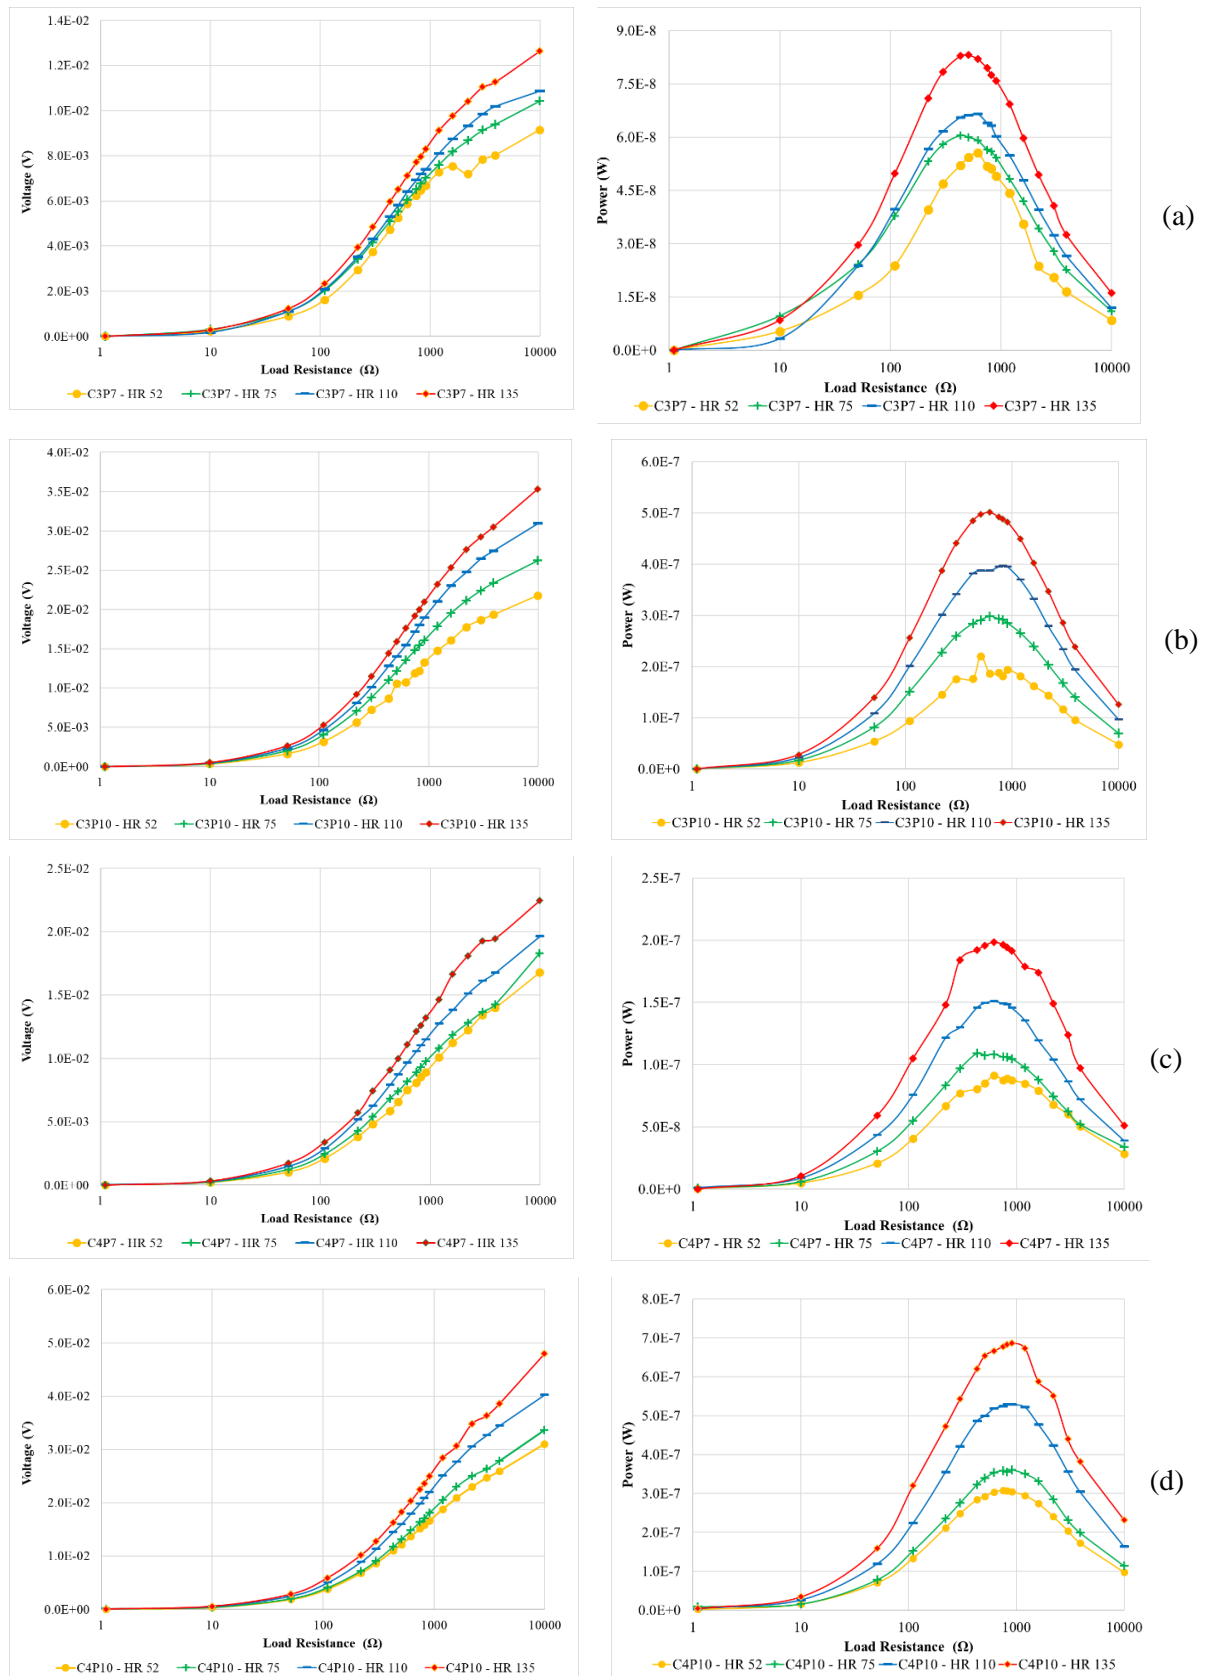 1.4E-02
1.2E-02
1.0E-02
8.0E-03
6.0E-03
4.0E-03
2.0E-03
0.0E+00
Voltage (V)
1 10 100 1000 10000
Load Resistance (Ω)
C3P7 - HR 52 C3P7 - HR 75 C3P7 - HR 110 C3P7 - HR 135
9.0E-8
7.5E-8
6.0E-8
4.5E-8
3.0E-8
1.5E-8
0.0E+0
Power (W)
1 10 100 1000 10000
Load Resistance (Ω)
C3P7 - HR 52 C3P7 - HR 75 C3P7 - HR 110 C3P7 - HR 135
(a)
4.0E-02
3.5E-02
3.0E-02
2.5E-02
2.0E-02
1.5E-02
1.0E-02
5.0E-03
0.0E+00
Voltage (V)
1 10 100 1000 10000
Load Resistance (Ω)
C3P10 - HR 52 C3P10 - HR 75 C3P10 - HR 110 C3P10 - HR 135
6.0E-7
5.0E-7
4.0E-7
3.0E-7
2.0E-7
1.0E-7
0.0E+0
Power (W)
1 10 100 1000 10000
Load Resistance (Ω)
C3P10 - HR 52 C3P10 - HR 75 C3P10 - HR 110 C3P10 - HR 135
(b)
2.5E-02
2.0E-02
1.5E-02
1.0E-02
5.0E-03
0.0E+00
Voltage (V)
1 10 100 1000 10000
Load Resistance (Ω)
C4P7 - HR 52 C4P7 - HR 75 C4P7 - HR 110 C4P7 - HR 135
2.5E-7
2.0E-7
1.5E-7
1.0E-7
5.0E-8
0.0E+0
Power (W)
1 10 100 1000 10000
Load Resistance (Ω)
C4P7 - HR 52 C4P7 - HR 75 C4P7 - HR 110 C4P7 - HR 135
(c)
6.0E-02
5.0E-02
4.0E-02
3.0E-02
2.0E-02
1.0E-02
0.0E+00
Voltage (V)
1 10 100 1000 10000
Load Resistance (Ω)
C4P10 - HR 52 C4P10 - HR 75 C4P10 - HR 110 C4P10 - HR 135
8.0E-7
7.0E-7
6.0E-7
5.0E-7
4.0E-7
3.0E-7
2.0E-7
1.0E-7
0.0E+0
Power (W)
1 10 100 1000 10000
Load Resistance (Ω)
C4P10 - HR 52 C4P10 - HR 75 C4P10 - HR 110 C4P10 - HR 135
(d)